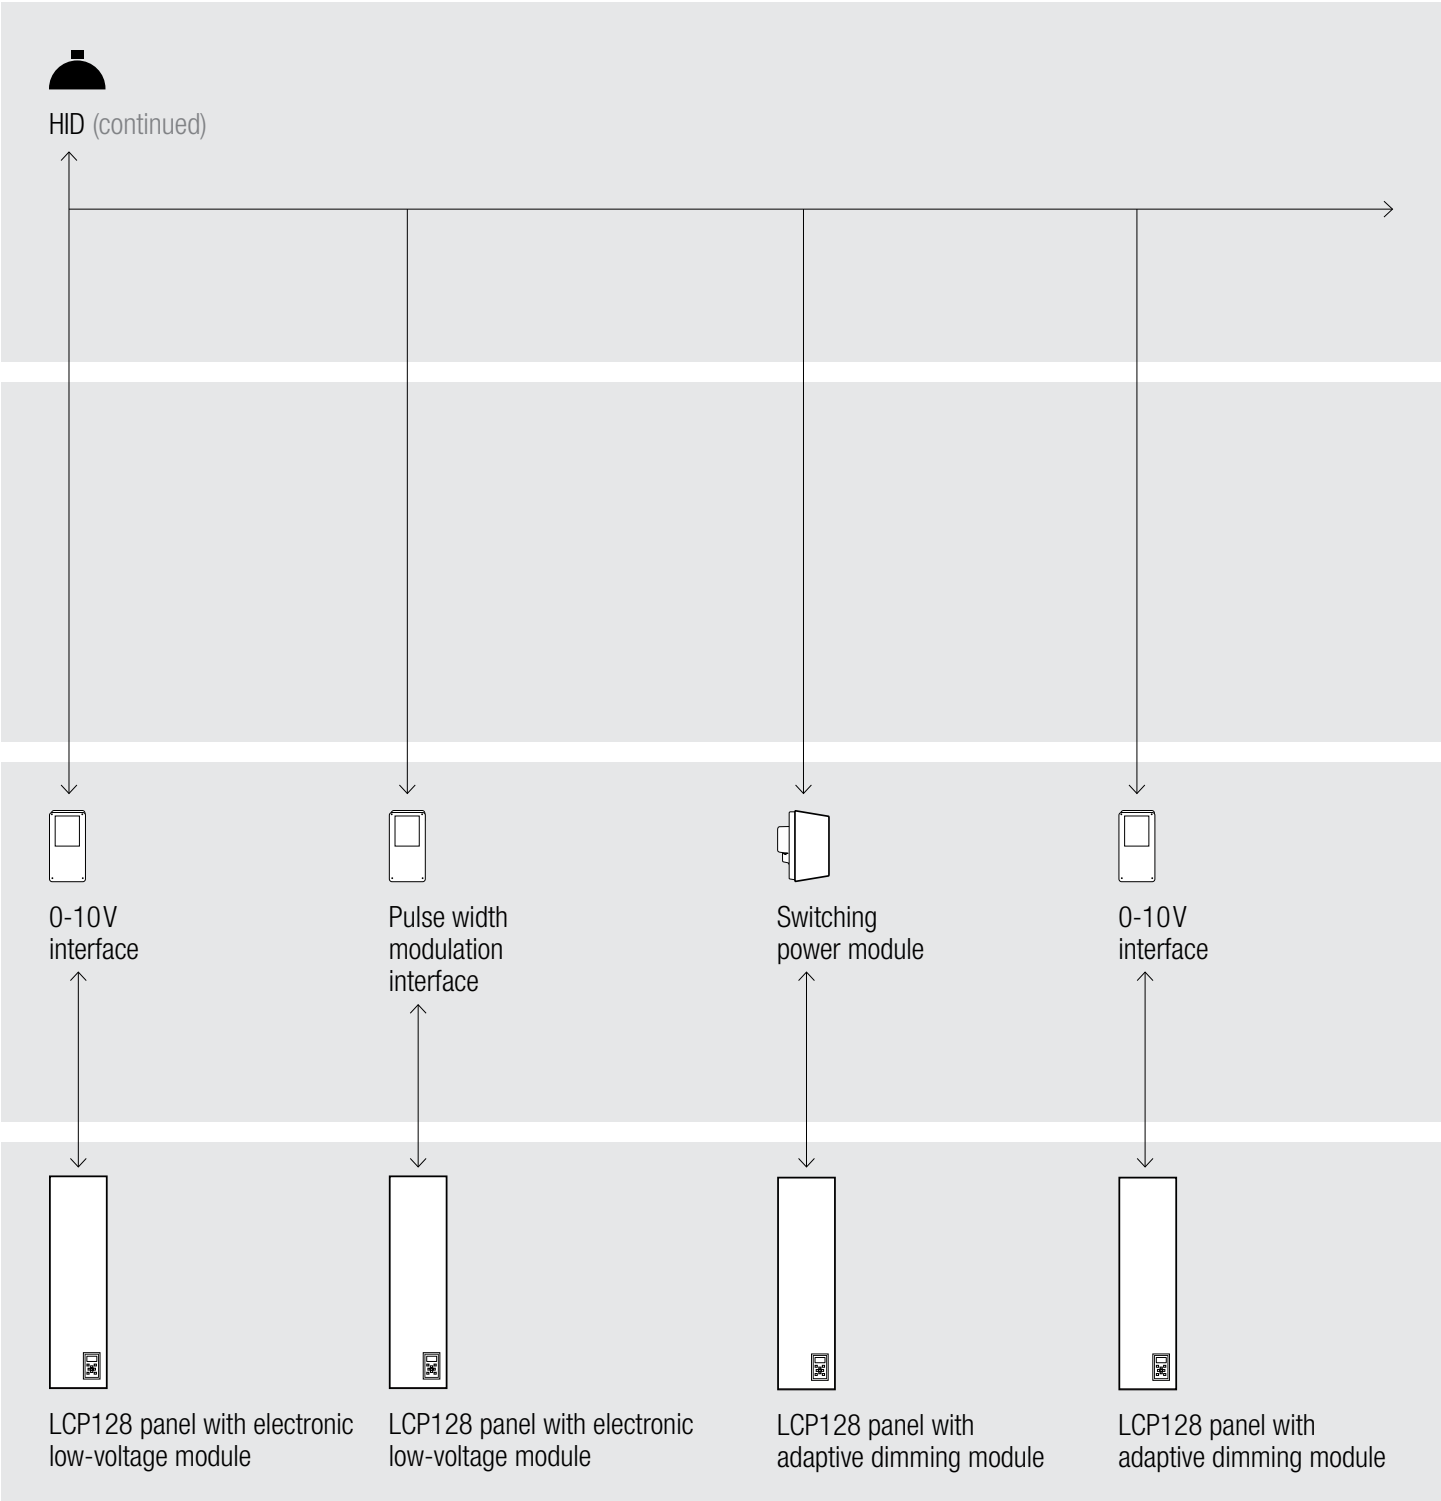 HID (continued)
0-10V
interface
Pulse width
modulation
interface
Switching
power module
0-10V
interface
LCP128 panel with electronic
low-voltage module
LCP128 panel with electronic
low-voltage module
LCP128 panel with
adaptive dimming module
LCP128 panel with
adaptive dimming module